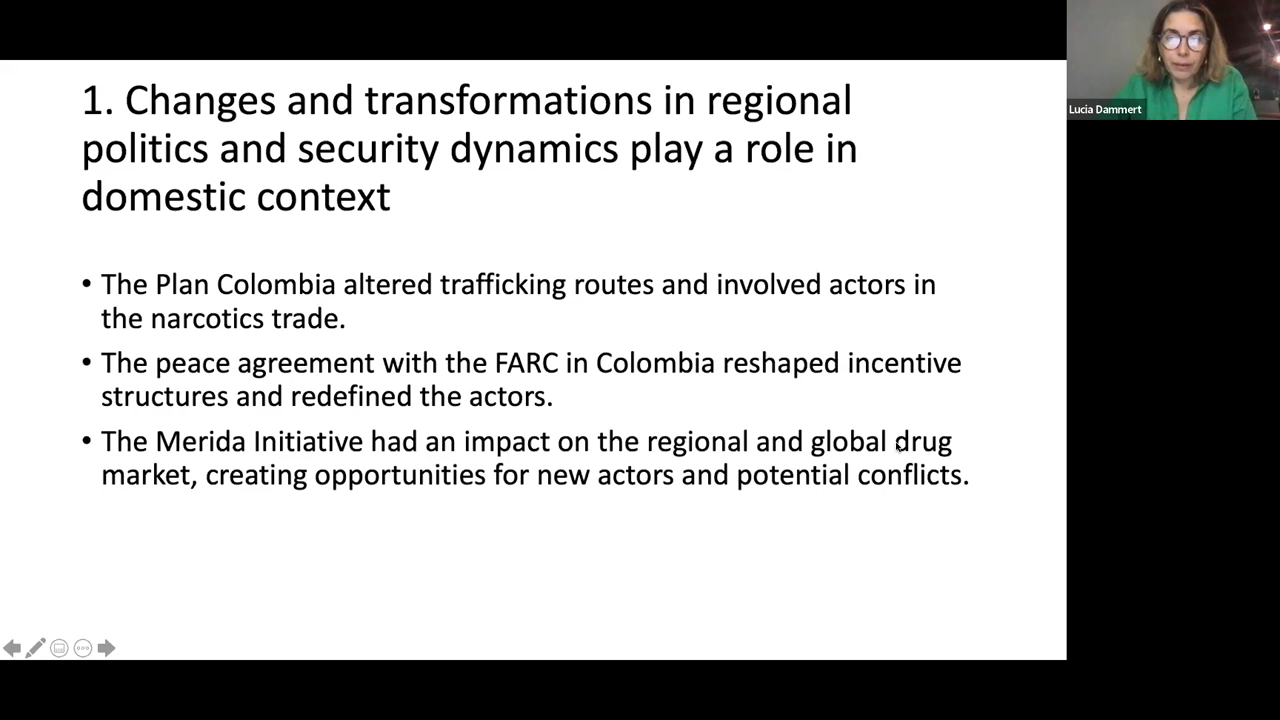 1. Changes and transformations in regional
politics and security dynamics play a role in
domestic context
• The Plan Colombia altered trafficking routes and involved actors in
the narcotics trade.
• The peace agreement with the FARC in Colombia reshaped incentive
structures and redefined the actors.
• The Merida Initiative had an impact on the regional and global drug
market, creating opportunities for new actors and potential conflicts.
Lucia Dammert